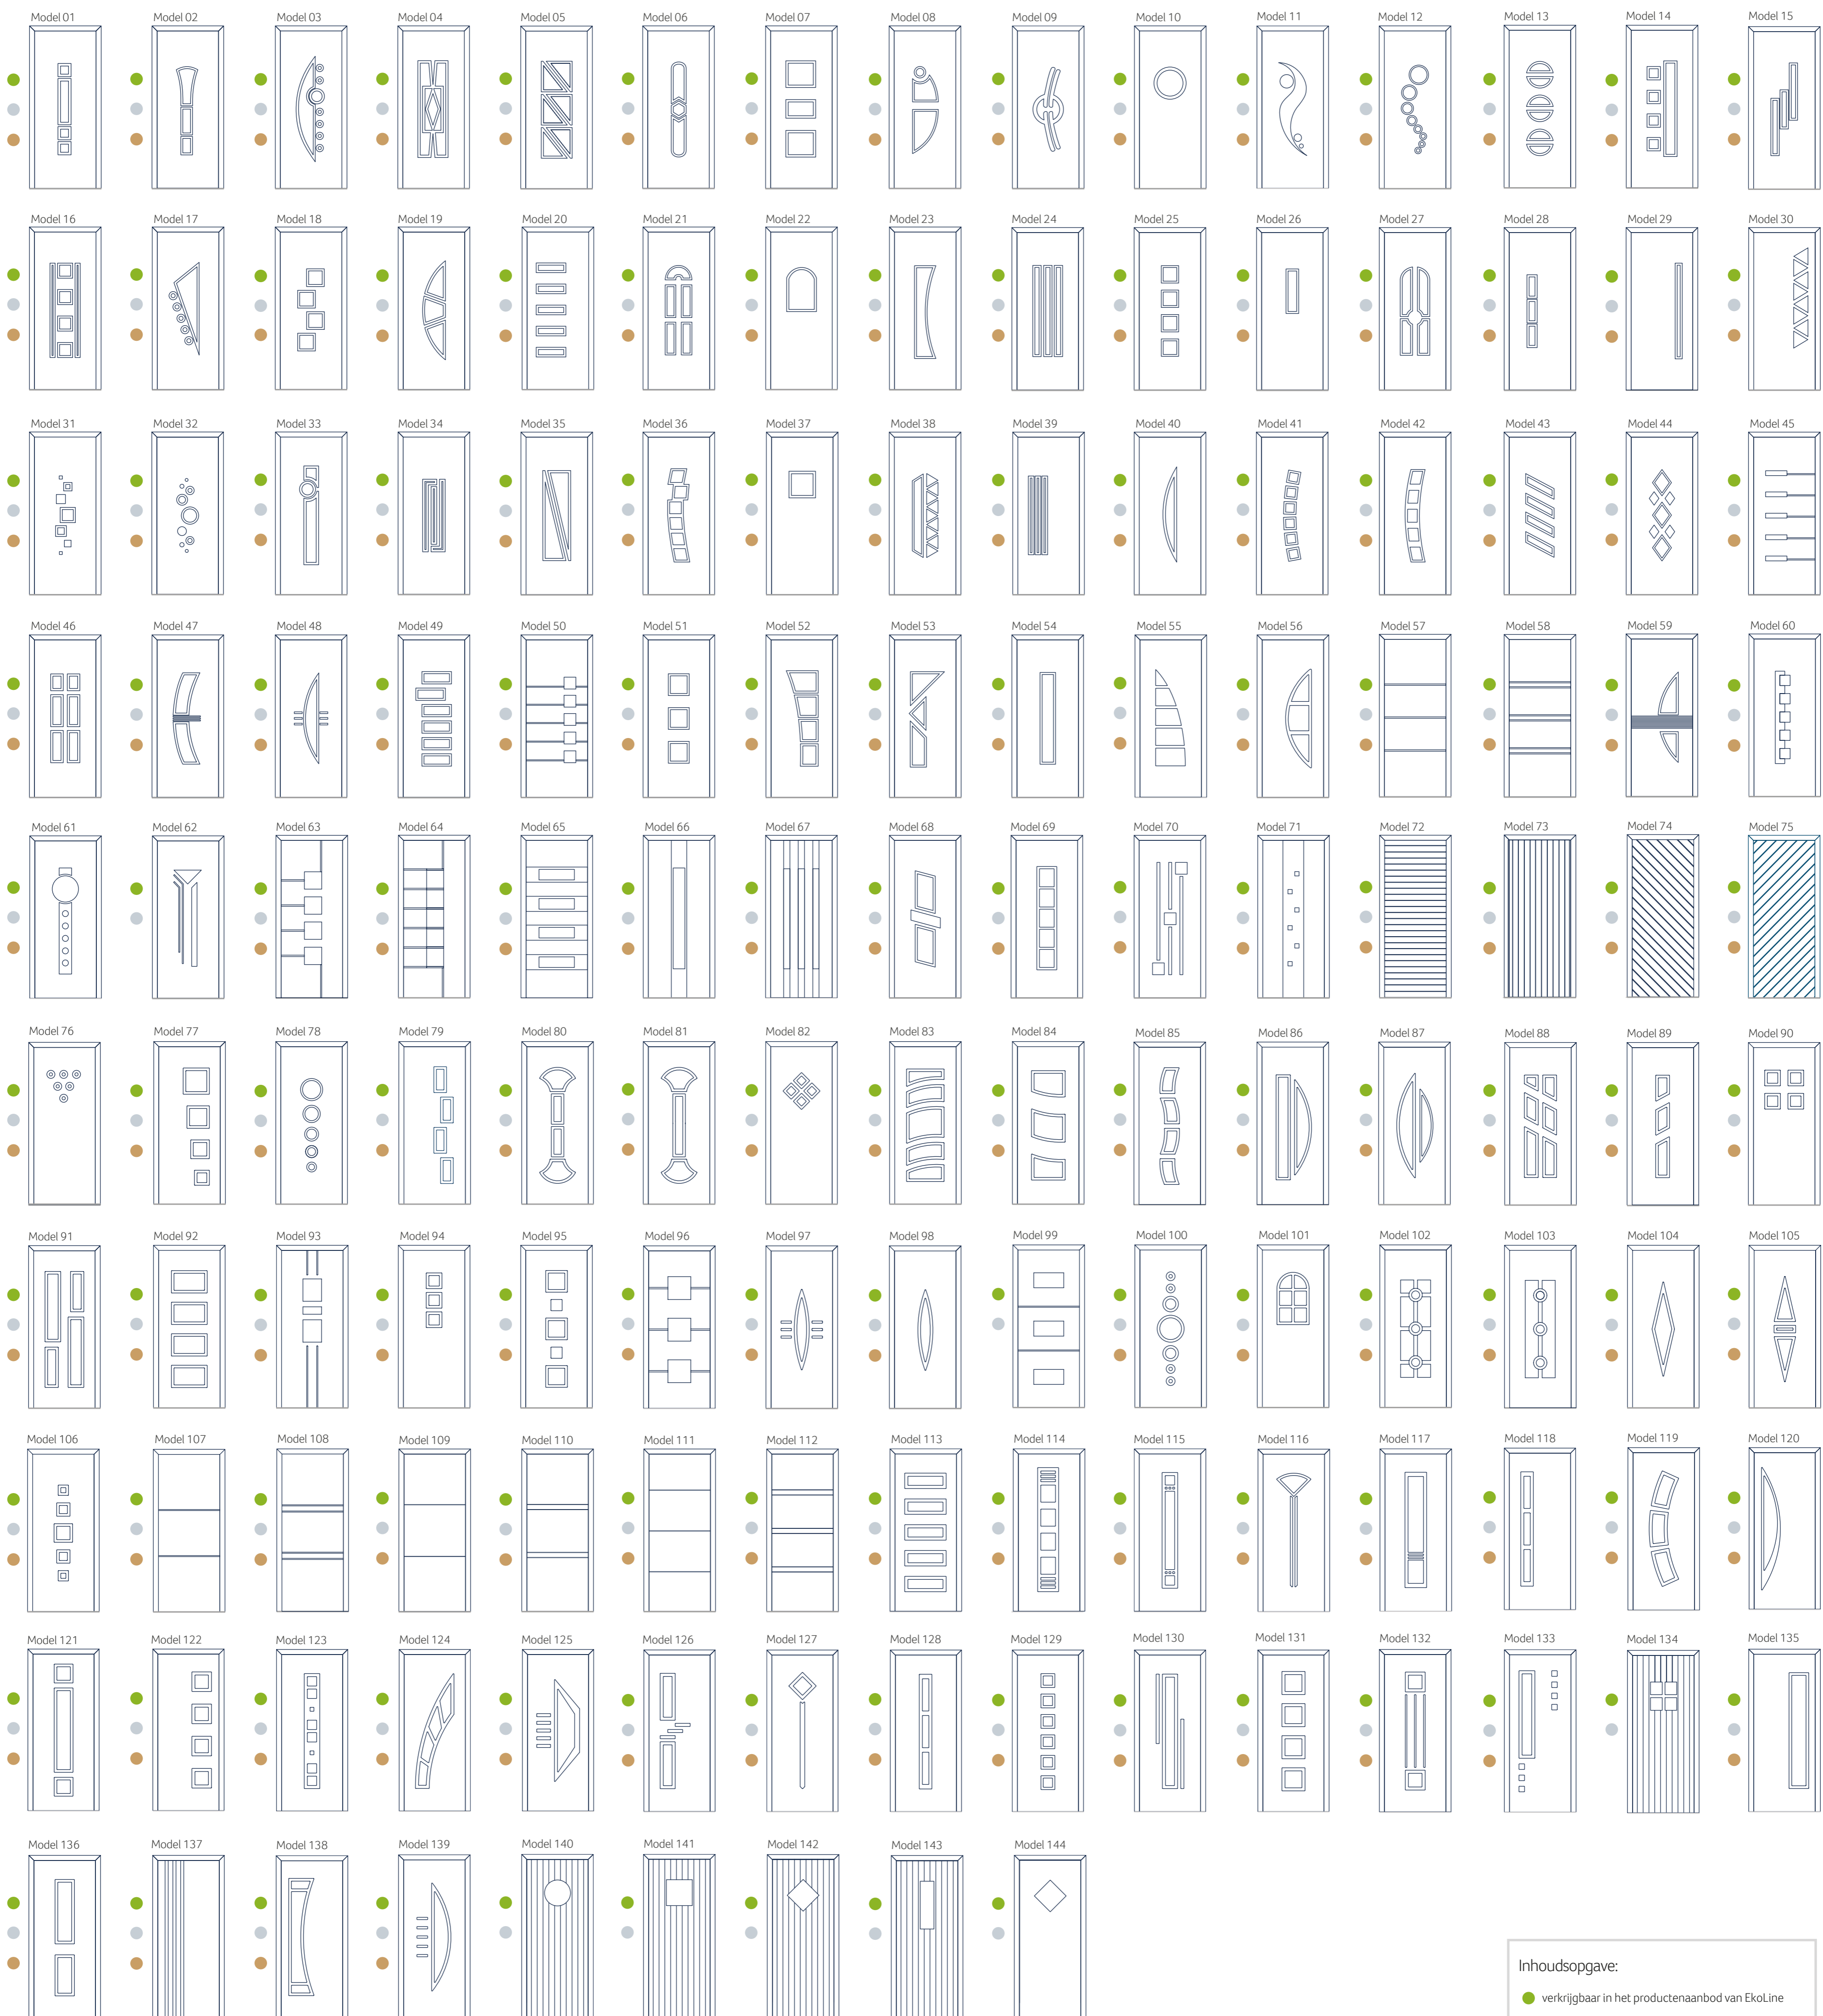 Model 01 Model 02 Model 03 Model 04 Model 05 Model 06 Model 07 Model 08 Model 09 Model 10 Model 11 Model 12 Model 13 Model 14 Model 15
Model 16 Model 17 Model 18 Model 19 Model 20 Model 21 Model 22 Model 23 Model 24 Model 25 Model 26 Model 27 Model 28 Model 29 Model 30
Model 31 Model 32 Model 33 Model 34 Model 35 Model 36 Model 37 Model 38 Model 39 Model 40 Model 41 Model 42 Model 43 Model 44 Model 45
Model 46 Model 47 Model 48 Model 49 Model 50 Model 51 Model 52 Model 53 Model 54 Model 55 Model 56 Model 57 Model 58 Model 59 Model 60
Model 61 Model 62 Model 63 Model 64 Model 65 Model 66 Model 67 Model 68 Model 69 Model 70 Model 71 Model 72 Model 73 Model 74 Model 75
Model 76 Model 77 Model 78 Model 79 Model 80 Model 81 Model 82 Model 83 Model 84 Model 85 Model 86 Model 87 Model 88 Model 89 Model 90
Model 91 Model 92 Model 93 Model 94 Model 95 Model 96 Model 97 Model 98 Model 99 Model 100 Model 101 Model 102 Model 103 Model 104 Model 105
Model 106 Model 107 Model 108 Model 109 Model 110 Model 111 Model 112 Model 113 Model 114 Model 115 Model 116 Model 117 Model 118 Model 119 Model 120
Model 121 Model 122 Model 123 Model 124 Model 125 Model 126 Model 127 Model 128 Model 129 Model 130 Model 131 Model 132 Model 133 Model 134 Model 135
Model 136 Model 137 Model 138 Model 139 Model 140 Model 141 Model 142 Model 143 Model 144
Inhoudsopgave:
verkrijgbaar in het productenaanbod van EkoLine